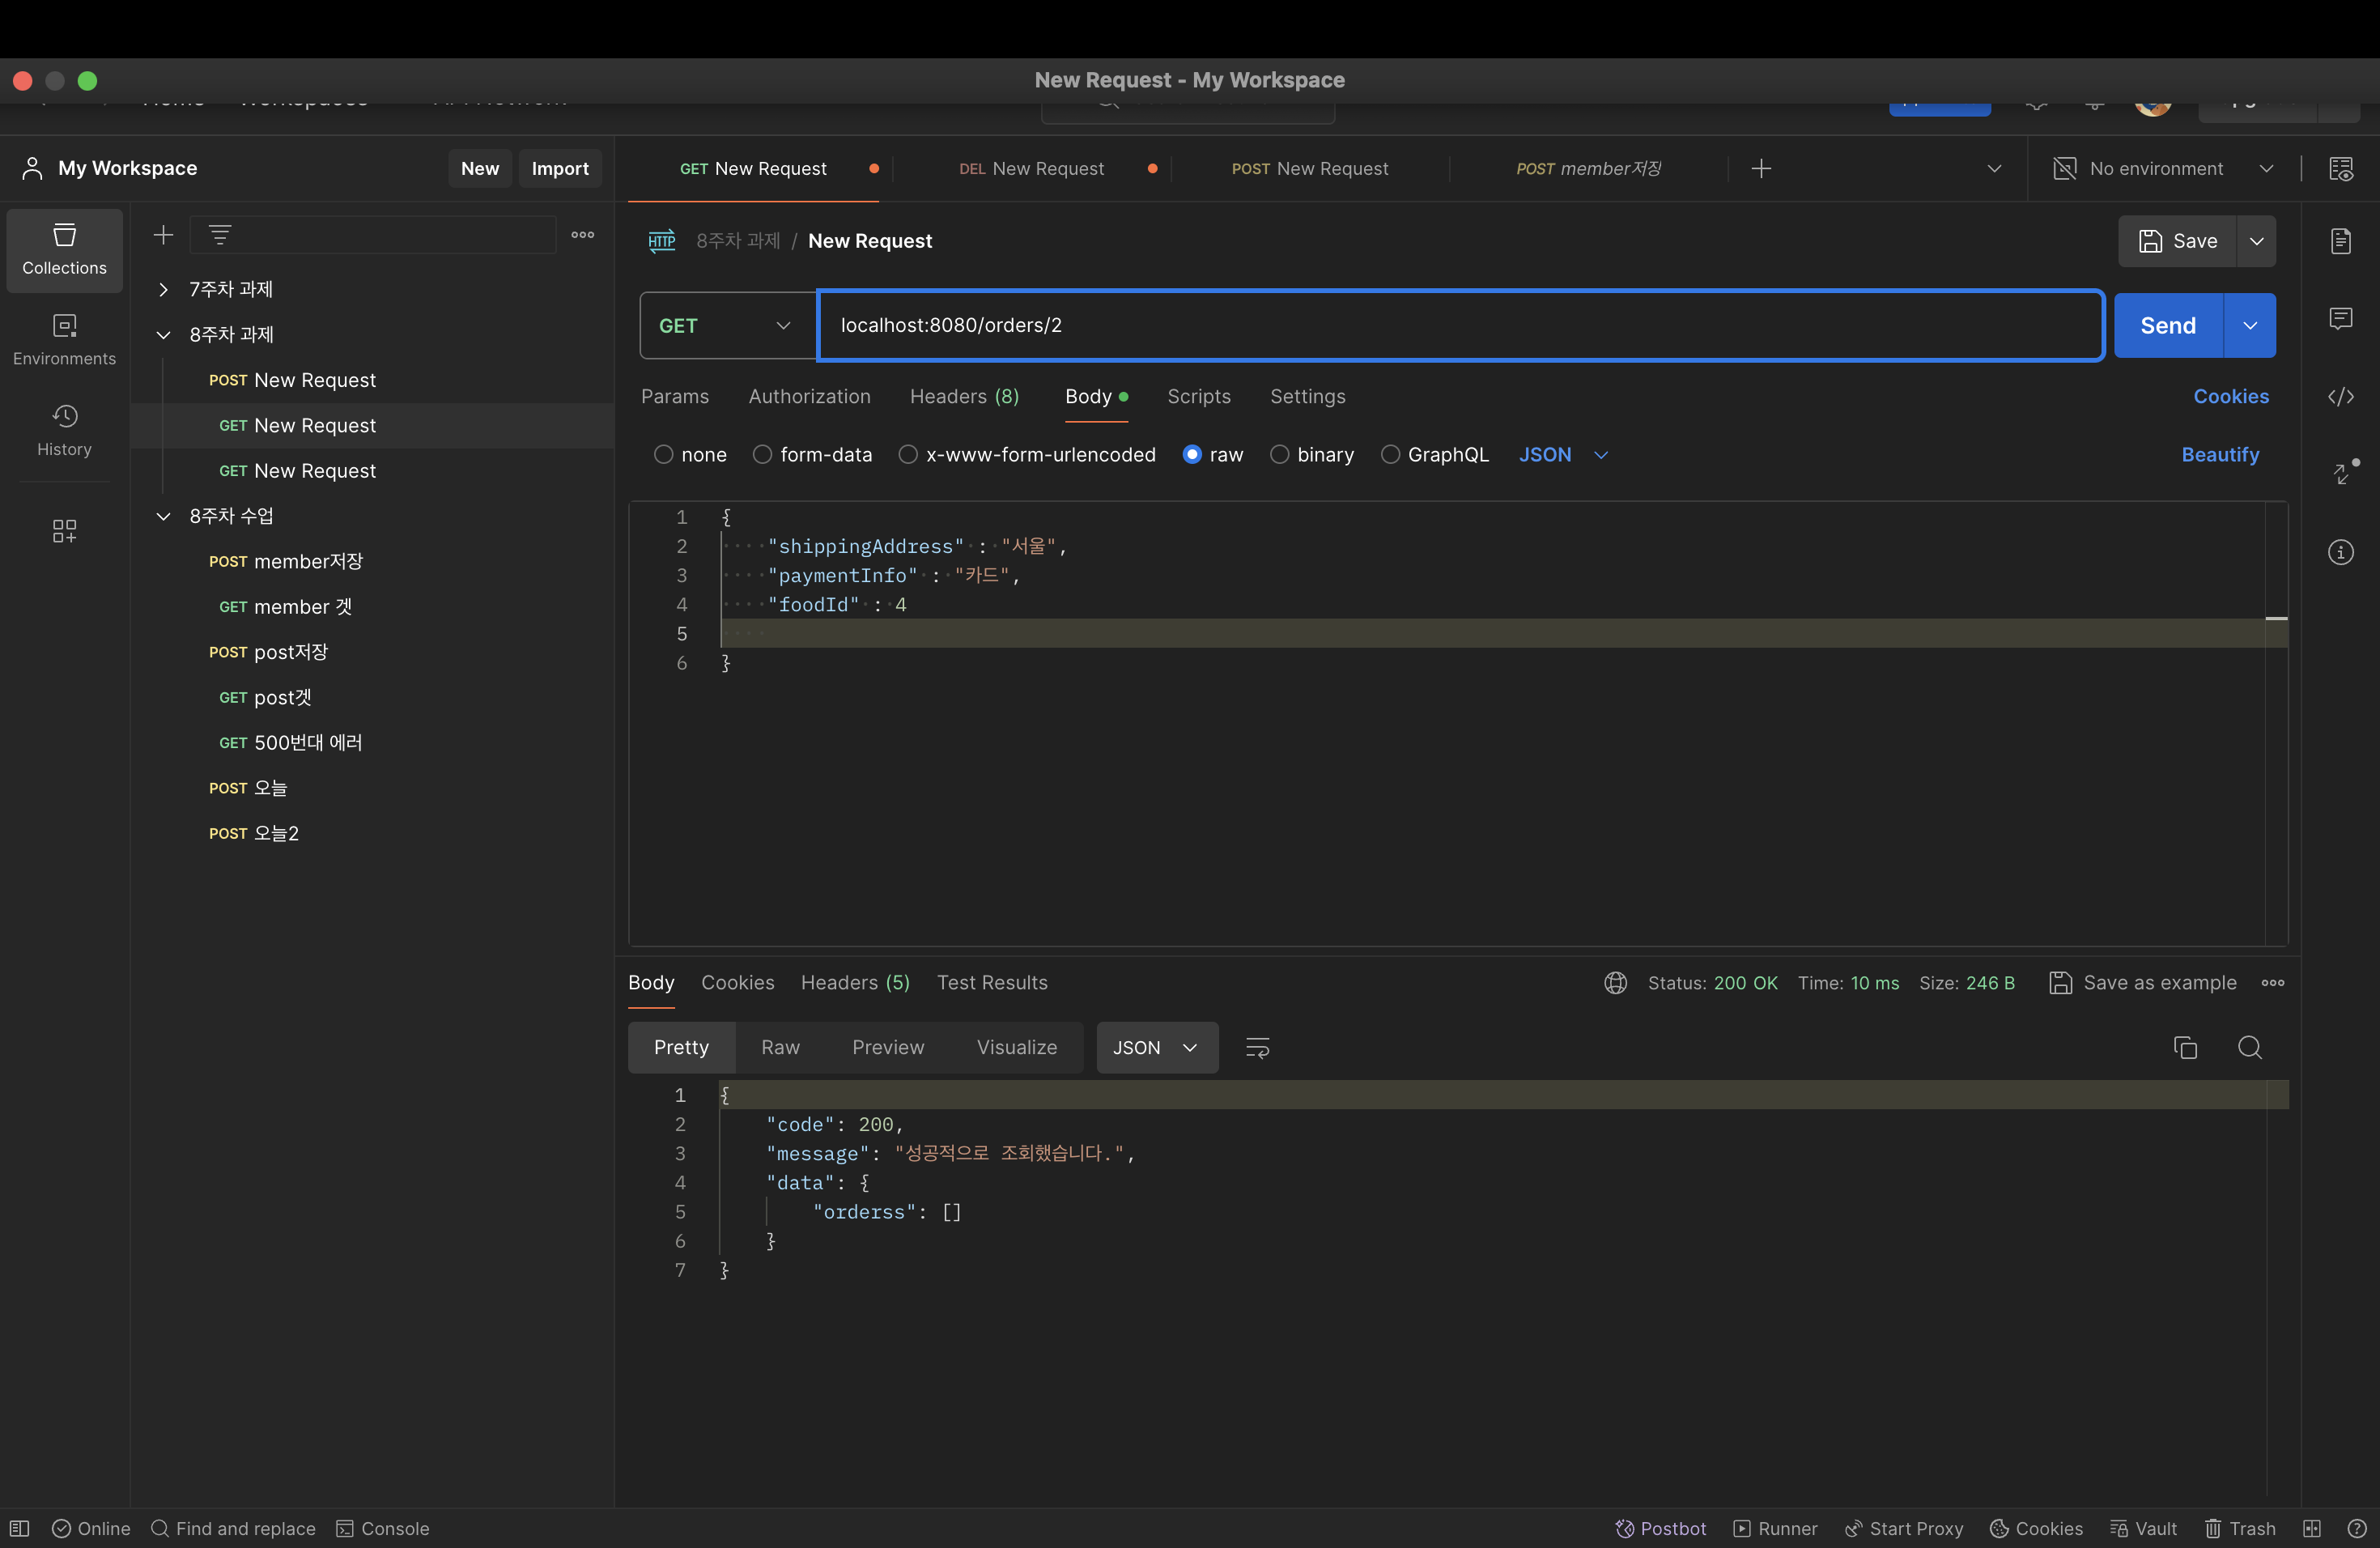 New Request - My Workspace
My Workspace
New
Import
GET New Request
DEL New Request
POST New Request
POST member저장
No environment
Collections
Environments
History
7주차 과제
8주차 과제
POST New Request
GET New Request
GET New Request
8주차 수업
POST member저장
GET member 겟
POST post저장
GET post겟
GET 500번대 에러
POST 오늘
POST 오늘2
HTTP 8주차 과제 / New Request
Save
GET
localhost:8080/orders/2
Send
Params Authorization Headers (8) Body Scripts Settings Cookies
none form-data x-www-form-urlencoded raw binary GraphQL JSON Beautify
1 {
2 "shippingAddress" : "서울",
3 "paymentInfo" : "카드",
4 "foodId" : 4
5
6 }
Body Cookies Headers (5) Test Results
Status: 200 OK Time: 10 ms Size: 246 B Save as example
Pretty Raw Preview Visualize JSON
1 {
2 "code": 200,
3 "message": "성공적으로 조회했습니다.",
4 "data": {
5 "orderss": []
6 }
7 }
Online Find and replace Console
Postbot Runner Start Proxy Cookies Vault Trash